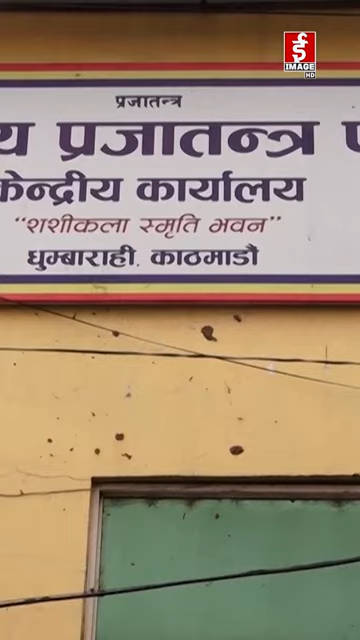 ई
IMAGE
HD
प्रजातन्त्र
प्रजातन्त्र
केन्द्रीय कार्यालय
“शशीकला स्मृति भवन”
धुम्बाराही, काठमाडौ